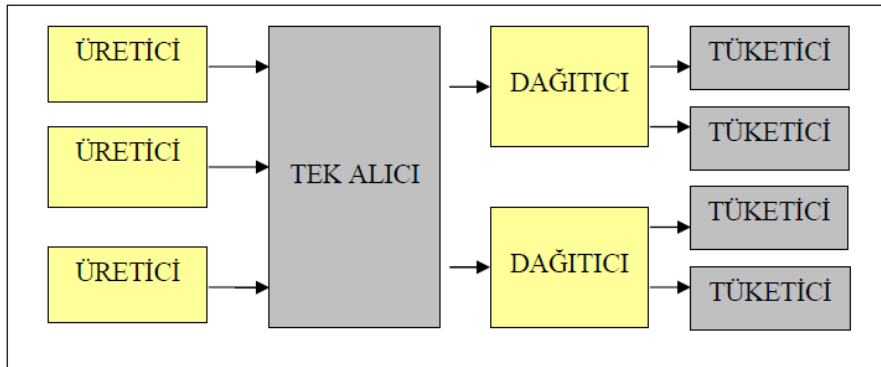 ÜRETİCİ
ÜRETİCİ
ÜRETİCİ
TEK ALICI
DAĞITICI
DAĞITICI
TÜKETİCİ
TÜKETİCİ
TÜKETİCİ
TÜKETİCİ